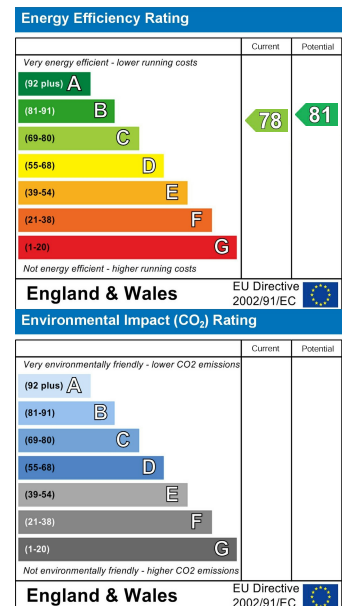 Energy Efficiency Rating
Current Potential
Very energy efficient - lower running costs
(92 plus) A
(81-91) B
(69-80) C
(55-68) D
(39-54) E
(21-38) F
(1-20) G
78 81
Not energy efficient - higher running costs
England & Wales EU Directive 2002/91/EC
Environmental Impact (CO₂) Rating
Current Potential
Very environmentally friendly - lower CO2 emissions
(92 plus) A
(81-91) B
(69-80) C
(55-68) D
(39-54) E
(21-38) F
(1-20) G
Not environmentally friendly - higher CO2 emissions
England & Wales EU Directive 2002/91/EC